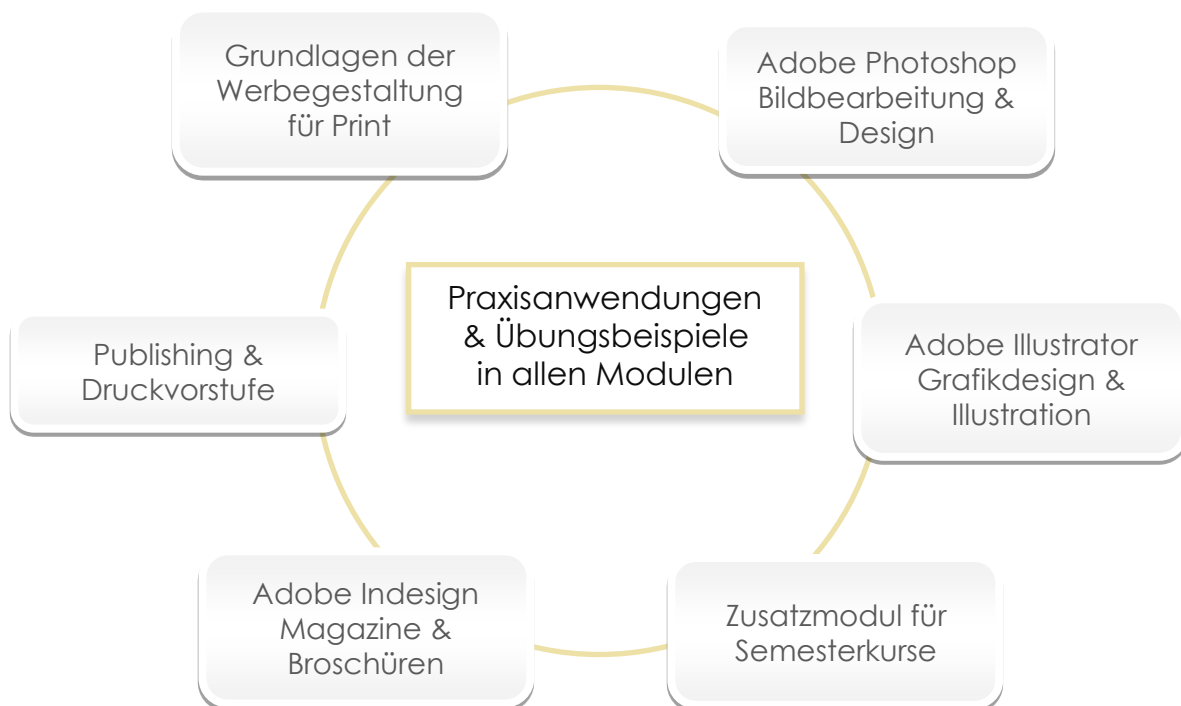 Grundlagen der
Werbegestaltung
für Print
Adobe Photoshop
Bildbearbeitung &
Design
Praxisanwendungen
& Übungsbeispiele
in allen Modulen
Publishing &
Druckvorstufe
Adobe Illustrator
Grafikdesign &
Illustration
Adobe Indesign
Magazine &
Broschüren
Zusatzmodul für
Semesterkurse